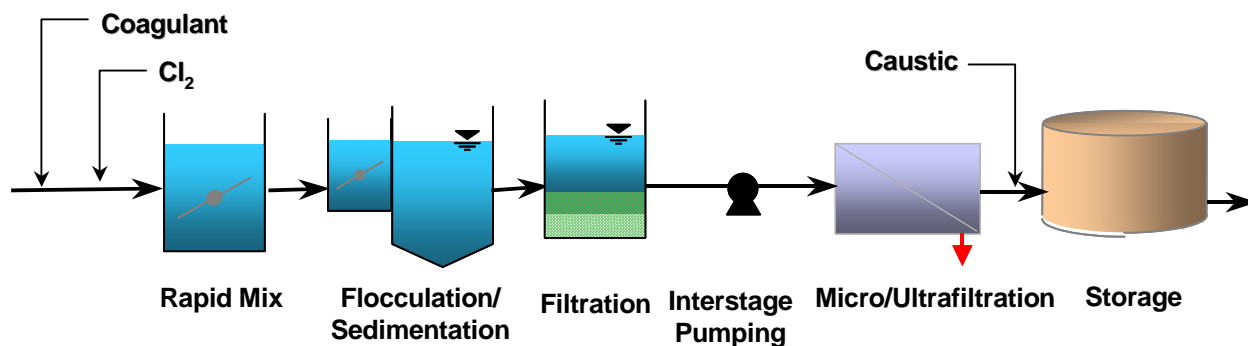 Coagulant
Cl₂
Caustic
Rapid Mix
Flocculation/
Sedimentation
Filtration
Interstage
Pumping
Micro/Ultrafiltration
Storage